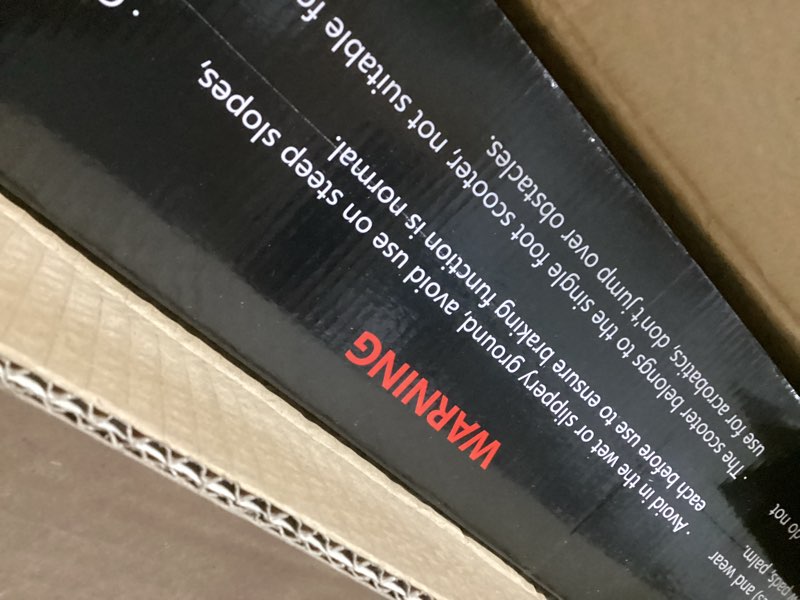 WARNING
· Avoid in the wet or slippery ground, avoid use on steep slopes,
each before use to ensure braking function is normal.
· The scooter belongs to the single foot scooter, not suitable
use for acrobatics, don't jump over obstacles.
·
and wear
pads, palm.
do not